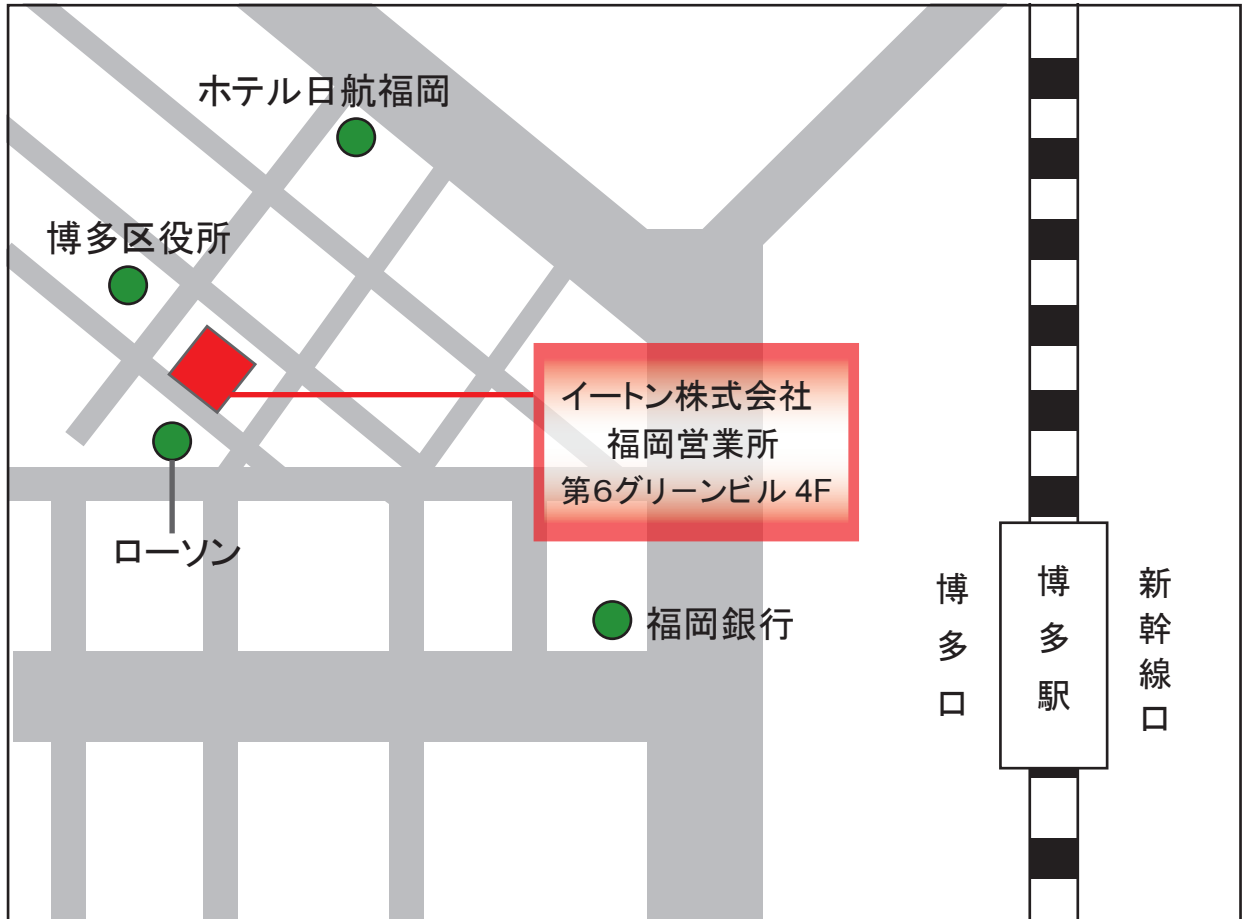 ホテル日航福岡
博多区役所
イートン株式会社
福岡営業所
第6グリーンビル 4F
ローソン
福岡銀行
博多口
博多駅
新幹線口